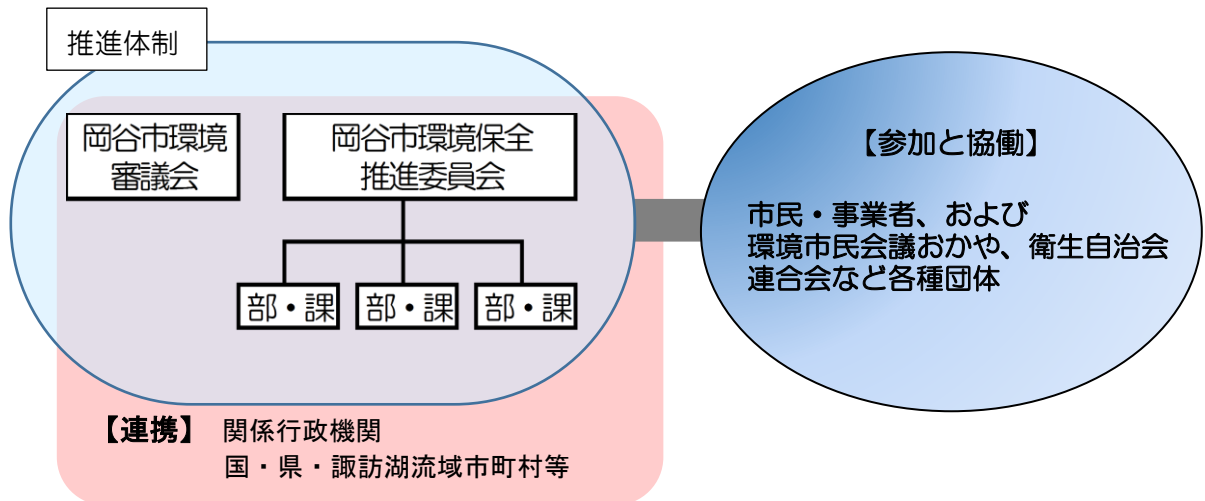 推進体制
岡谷市環境
審議会
岡谷市環境保全
推進委員会
部・課
部・課
部・課
【連携】 関係行政機関
国・県・諏訪湖流域市町村等
【参加と協働】
市民・事業者、および
環境市民会議おかや、衛生自治会
連合会など各種団体